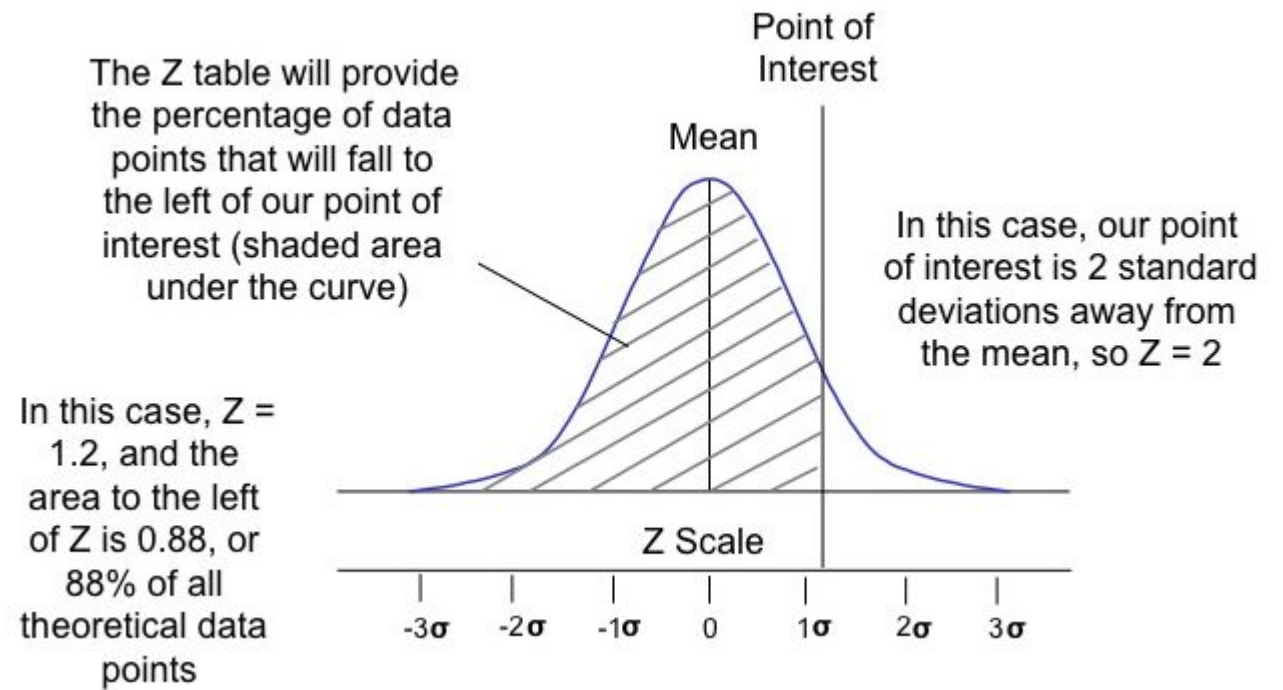 Point of
Interest
The Z table will provide
the percentage of data
points that will fall to
the left of our point of
interest (shaded area
under the curve)
Mean
In this case, our point
of interest is 2 standard
deviations away from
the mean, so Z = 2
In this case, Z =
1.2, and the
area to the left
of Z is 0.88, or
88% of all
theoretical data
points
Z Scale
-3σ -2σ -1σ 0 1σ 2σ 3σ